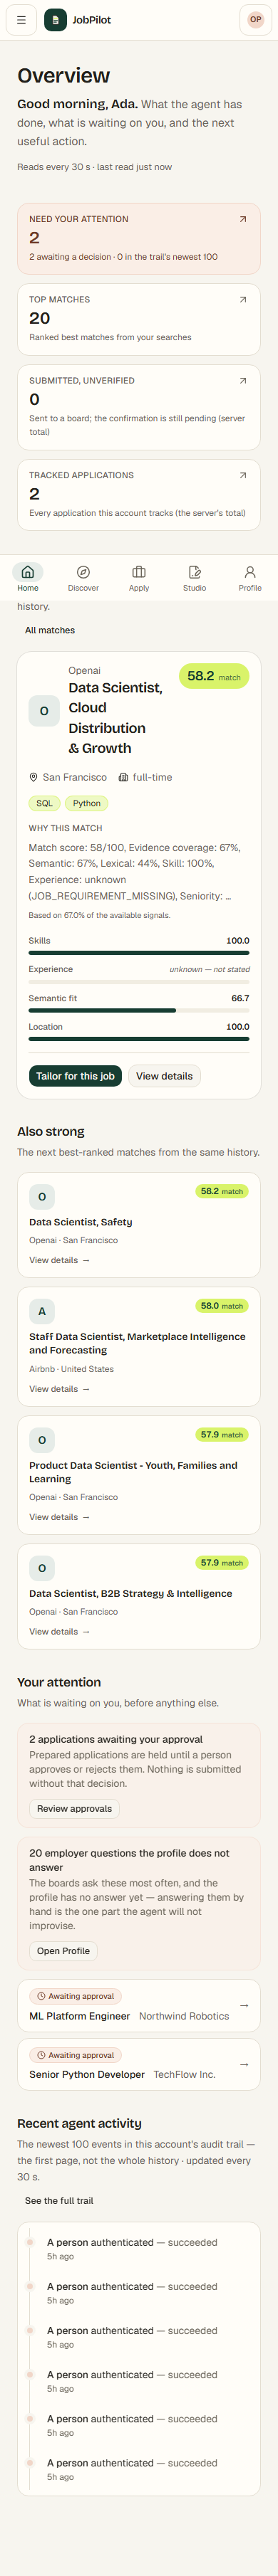 JobPilot
OP
Overview
Good morning, Ada. What the agent has
done, what is waiting on you, and the next
useful action.
Reads every 30 s · last read just now
NEED YOUR ATTENTION
2
2 awaiting a decision · 0 in the trail's newest 100
TOP MATCHES
20
Ranked best matches from your searches
SUBMITTED, UNVERIFIED
0
Sent to a board; the confirmation is still pending (server
total)
TRACKED APPLICATIONS
2
Every application this account tracks (the server's total)
Home
Discover
Apply
Studio
Profile
history.
All matches
O
Openai
Data Scientist,
Cloud
Distribution
& Growth
58.2 match
San Francisco
full-time
SQL
Python
WHY THIS MATCH
Match score: 58/100, Evidence coverage: 67%,
Semantic: 67%, Lexical: 44%, Skill: 100%,
Experience: unknown
(JOB_REQUIREMENT_MISSING), Seniority: ...
Based on 67.0% of the available signals.
Skills 100.0
Experience unknown — not stated
Semantic fit 66.7
Location 100.0
Tailor for this job
View details
Also strong
The next best-ranked matches from the same history.
O
58.2 match
Data Scientist, Safety
Openai · San Francisco
View details →
A
58.0 match
Staff Data Scientist, Marketplace Intelligence
and Forecasting
Airbnb · United States
View details →
O
57.9 match
Product Data Scientist - Youth, Families and
Learning
Openai · San Francisco
View details →
O
57.9 match
Data Scientist, B2B Strategy & Intelligence
Openai · San Francisco
View details →
Your attention
What is waiting on you, before anything else.
2 applications awaiting your approval
Prepared applications are held until a person
approves or rejects them. Nothing is submitted
without that decision.
Review approvals
20 employer questions the profile does not
answer
The boards ask these most often, and the
profile has no answer yet — answering them by
hand is the one part the agent will not
improvise.
Open Profile
Awaiting approval
ML Platform Engineer Northwind Robotics →
Awaiting approval
Senior Python Developer TechFlow Inc. →
Recent agent activity
The newest 100 events in this account's audit trail —
the first page, not the whole history · updated every
30 s.
See the full trail
A person authenticated — succeeded
5h ago
A person authenticated — succeeded
5h ago
A person authenticated — succeeded
5h ago
A person authenticated — succeeded
5h ago
A person authenticated — succeeded
5h ago
A person authenticated — succeeded
5h ago